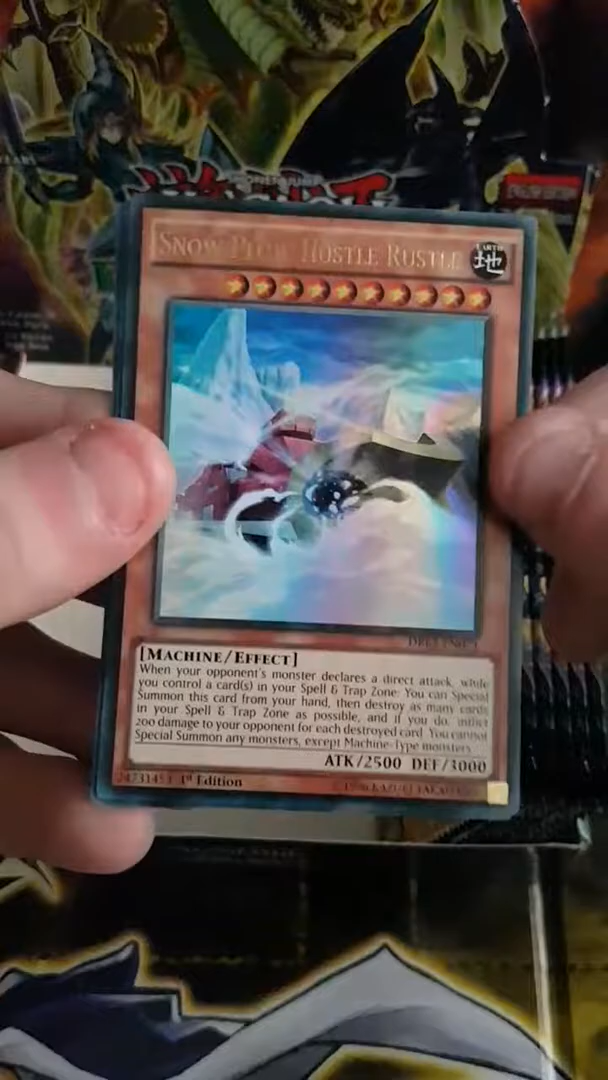 SNOW PLOW HUSTLE RUSTLE
EARTH
地
[MACHINE/EFFECT]
When your opponent's monster declares a direct attack, while
you control a card(s) in your Spell & Trap Zone: You can Special
Summon this card from your hand, then destroy as many cards
in your Spell & Trap Zone as possible, and if you do, inflict
200 damage to your opponent for each destroyed card. You cannot
Special Summon any monsters, except Machine-Type monsters
ATK/2500 DEF/3000
1st Edition